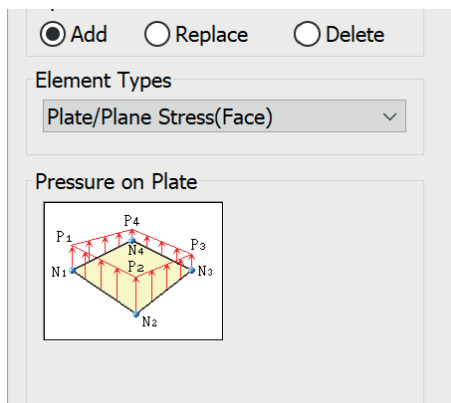 Add Replace Delete
Element Types
Plate/Plane Stress(Face)
Pressure on Plate
P4
P1 P3
N4
P2
N1 N3
N2